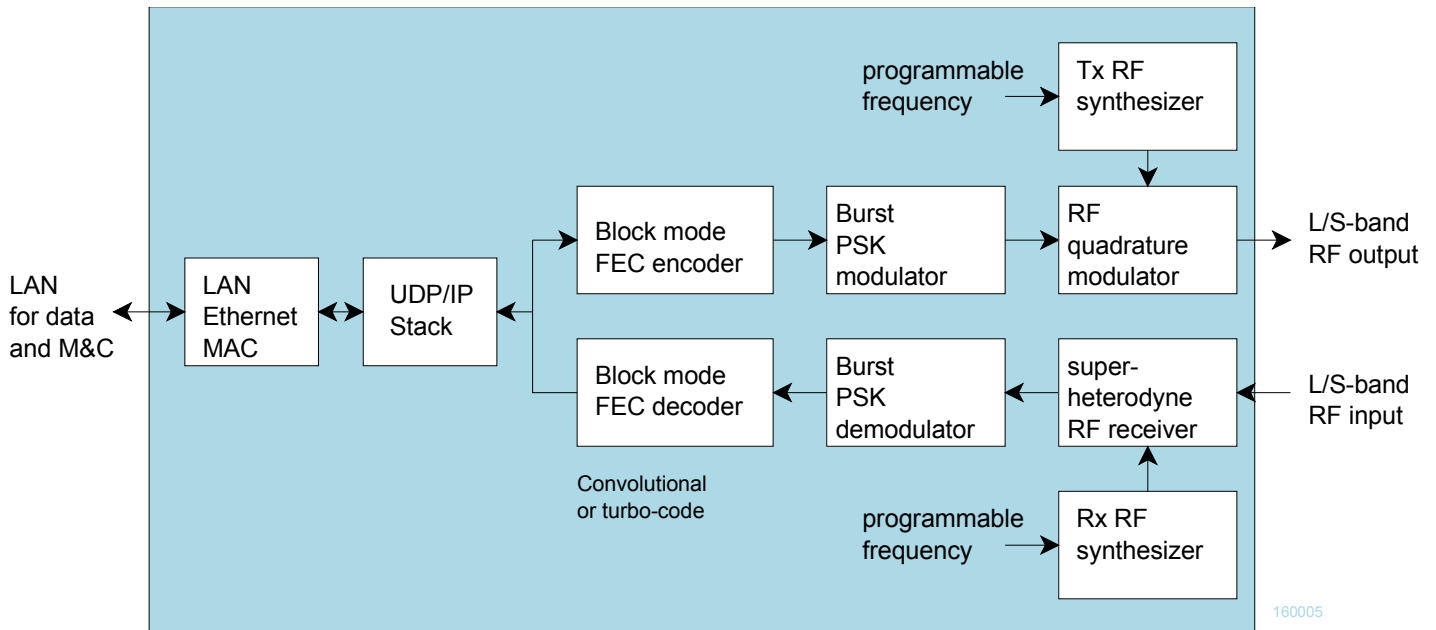 programmable
frequency
Tx RF
synthesizer
Block mode
FEC encoder
Burst
PSK
modulator
RF
quadrature
modulator
L/S-band
RF output
LAN
for data
and M&C
LAN
Ethernet
MAC
UDP/IP
Stack
Block mode
FEC decoder
Burst
PSK
demodulator
super-
heterodyne
RF receiver
L/S-band
RF input
Convolutional
or turbo-code
programmable
frequency
Rx RF
synthesizer
160005